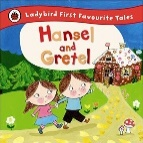 Ladybird First Favourite Tales
Hansel
and
Gretel